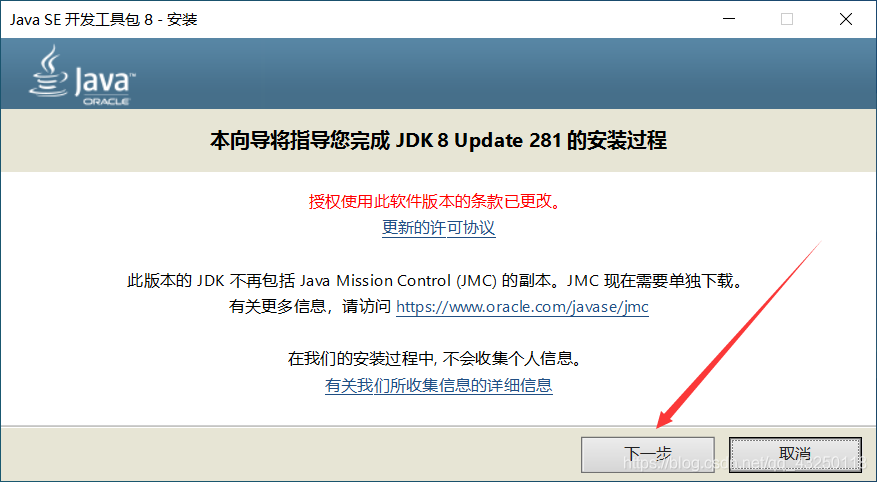 Java SE 开发工具包 8 - 安装
Java™
ORACLE
本向导将指导您完成 JDK 8 Update 281 的安装过程
授权使用此软件版本的条款已更改。
更新的许可协议
此版本的 JDK 不再包括 Java Mission Control (JMC) 的副本。JMC 现在需要单独下载。
有关更多信息，请访问 https://www.oracle.com/javase/jmc
在我们的安装过程中, 不会收集个人信息。
有关我们所收集信息的详细信息
下一步
取消
https://blog.csdn.net/qq_43250118